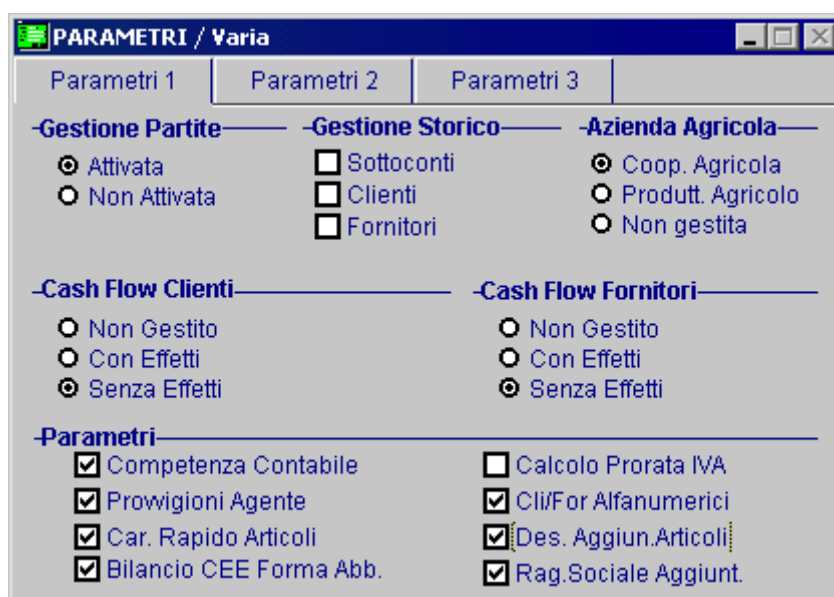 PARAMETRI / Varia
Parametri 1 Parametri 2 Parametri 3
Gestione Partite Gestione Storico Azienda Agricola
Attivata Sottoconti Coop. Agricola
Non Attivata Clienti Produtt. Agricolo
Fornitori Non gestita
Cash Flow Clienti Cash Flow Fornitori
Non Gestito Non Gestito
Con Effetti Con Effetti
Senza Effetti Senza Effetti
Parametri
Competenza Contabile Calcolo Prorata IVA
Provvigioni Agente Cli/For Alfanumerici
Car. Rapido Articoli Des. Aggiun.Articoli
Bilancio CEE Forma Abb. Rag.Sociale Aggiunt.